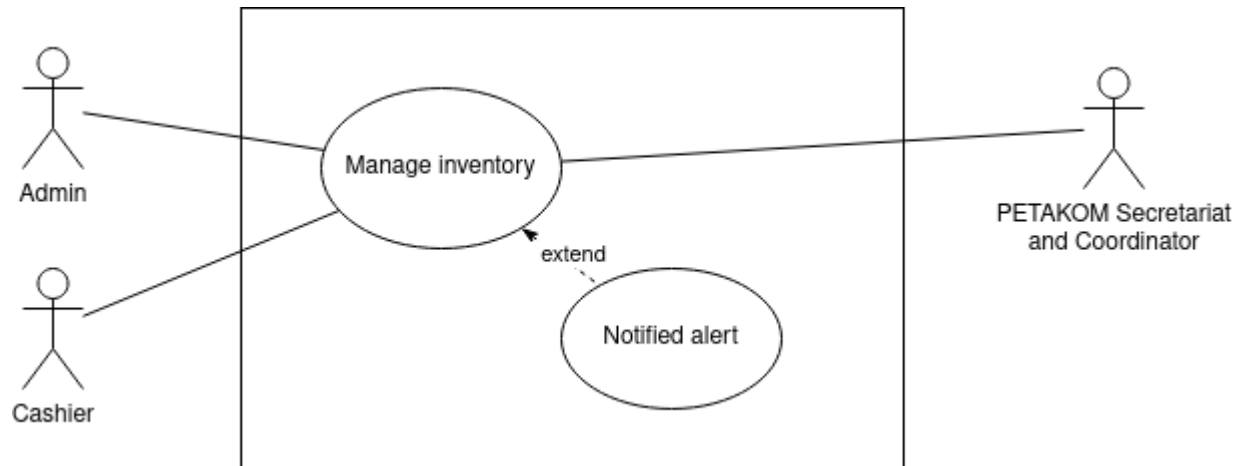 Admin
Manage inventory
PETAKOM Secretariat
and Coordinator
extend
Notified alert
Cashier